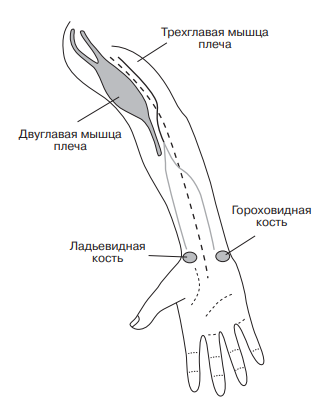 Трехглавая мышца
плеча
Двуглавая мышца
плеча
Гороховидная
кость
Ладьевидная
кость